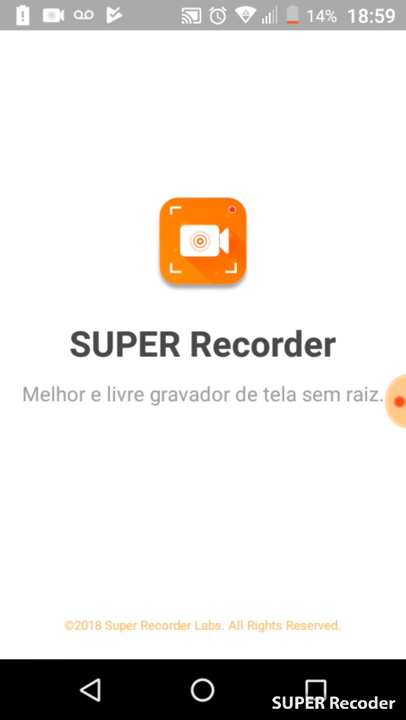 14% 18:59
SUPER Recorder
Melhor e livre gravador de tela sem raiz.
©2018 Super Recorder Labs. All Rights Reserved.
SUPER Recoder